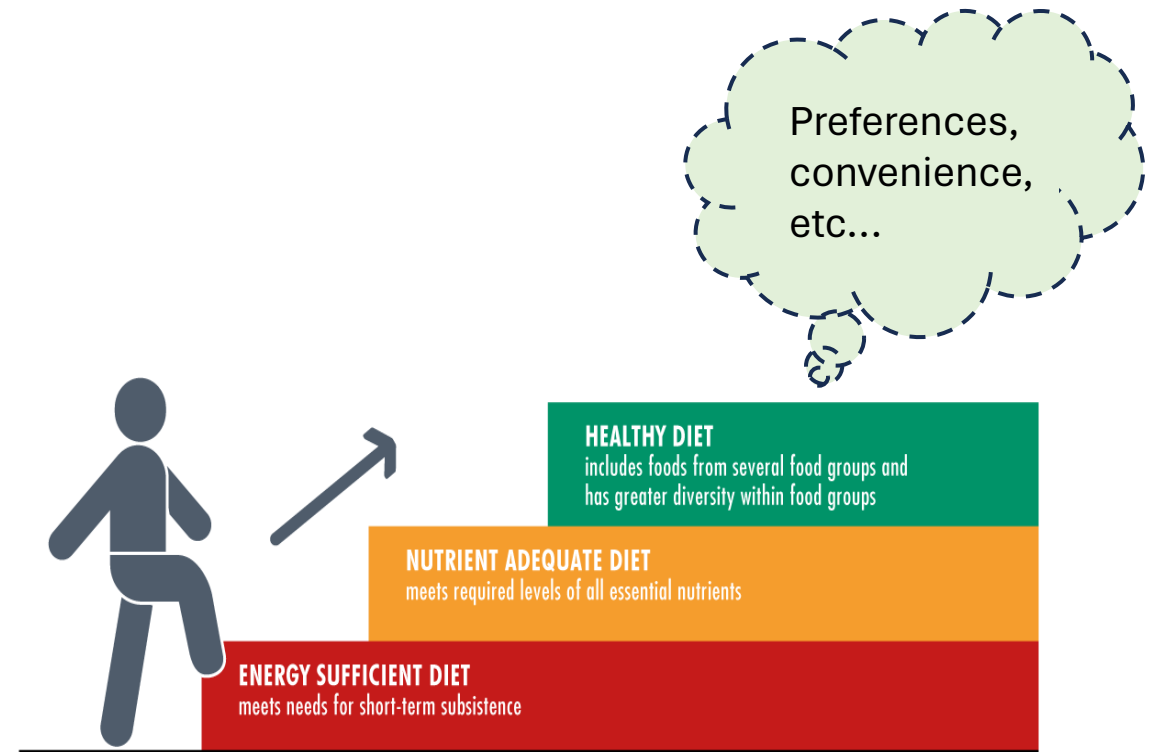 Preferences,
convenience,
etc...
HEALTHY DIET
includes foods from several food groups and
has greater diversity within food groups
NUTRIENT ADEQUATE DIET
meets required levels of all essential nutrients
ENERGY SUFFICIENT DIET
meets needs for short-term subsistence